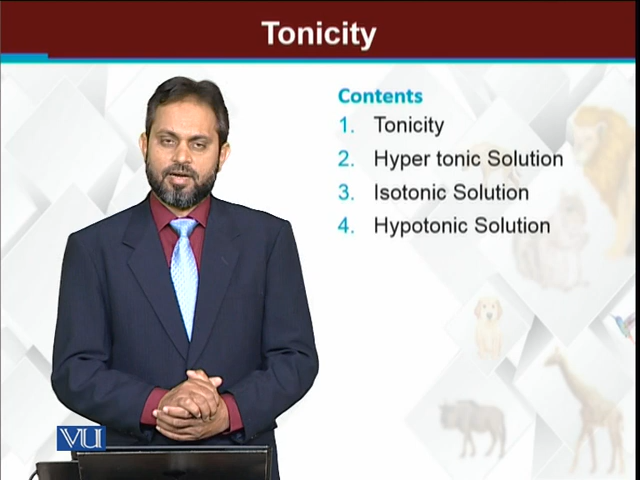 Tonicity
Contents
1. Tonicity
2. Hyper tonic Solution
3. Isotonic Solution
4. Hypotonic Solution
VU